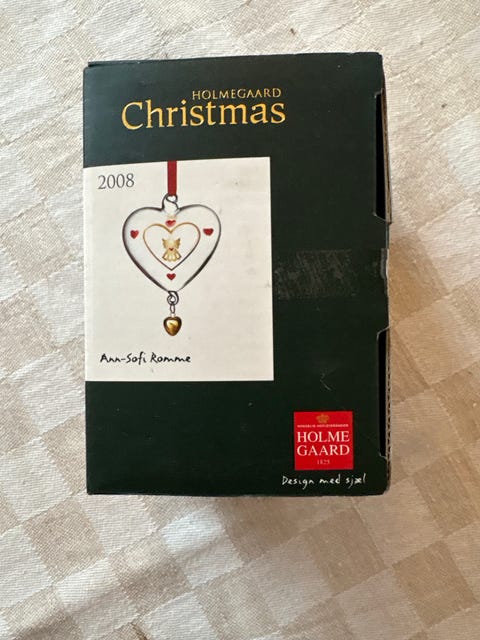 HOLMEGAARD
Christmas
2008
Ann-Sofi Romme
HOLME
GAARD
1825
Design med sjæl